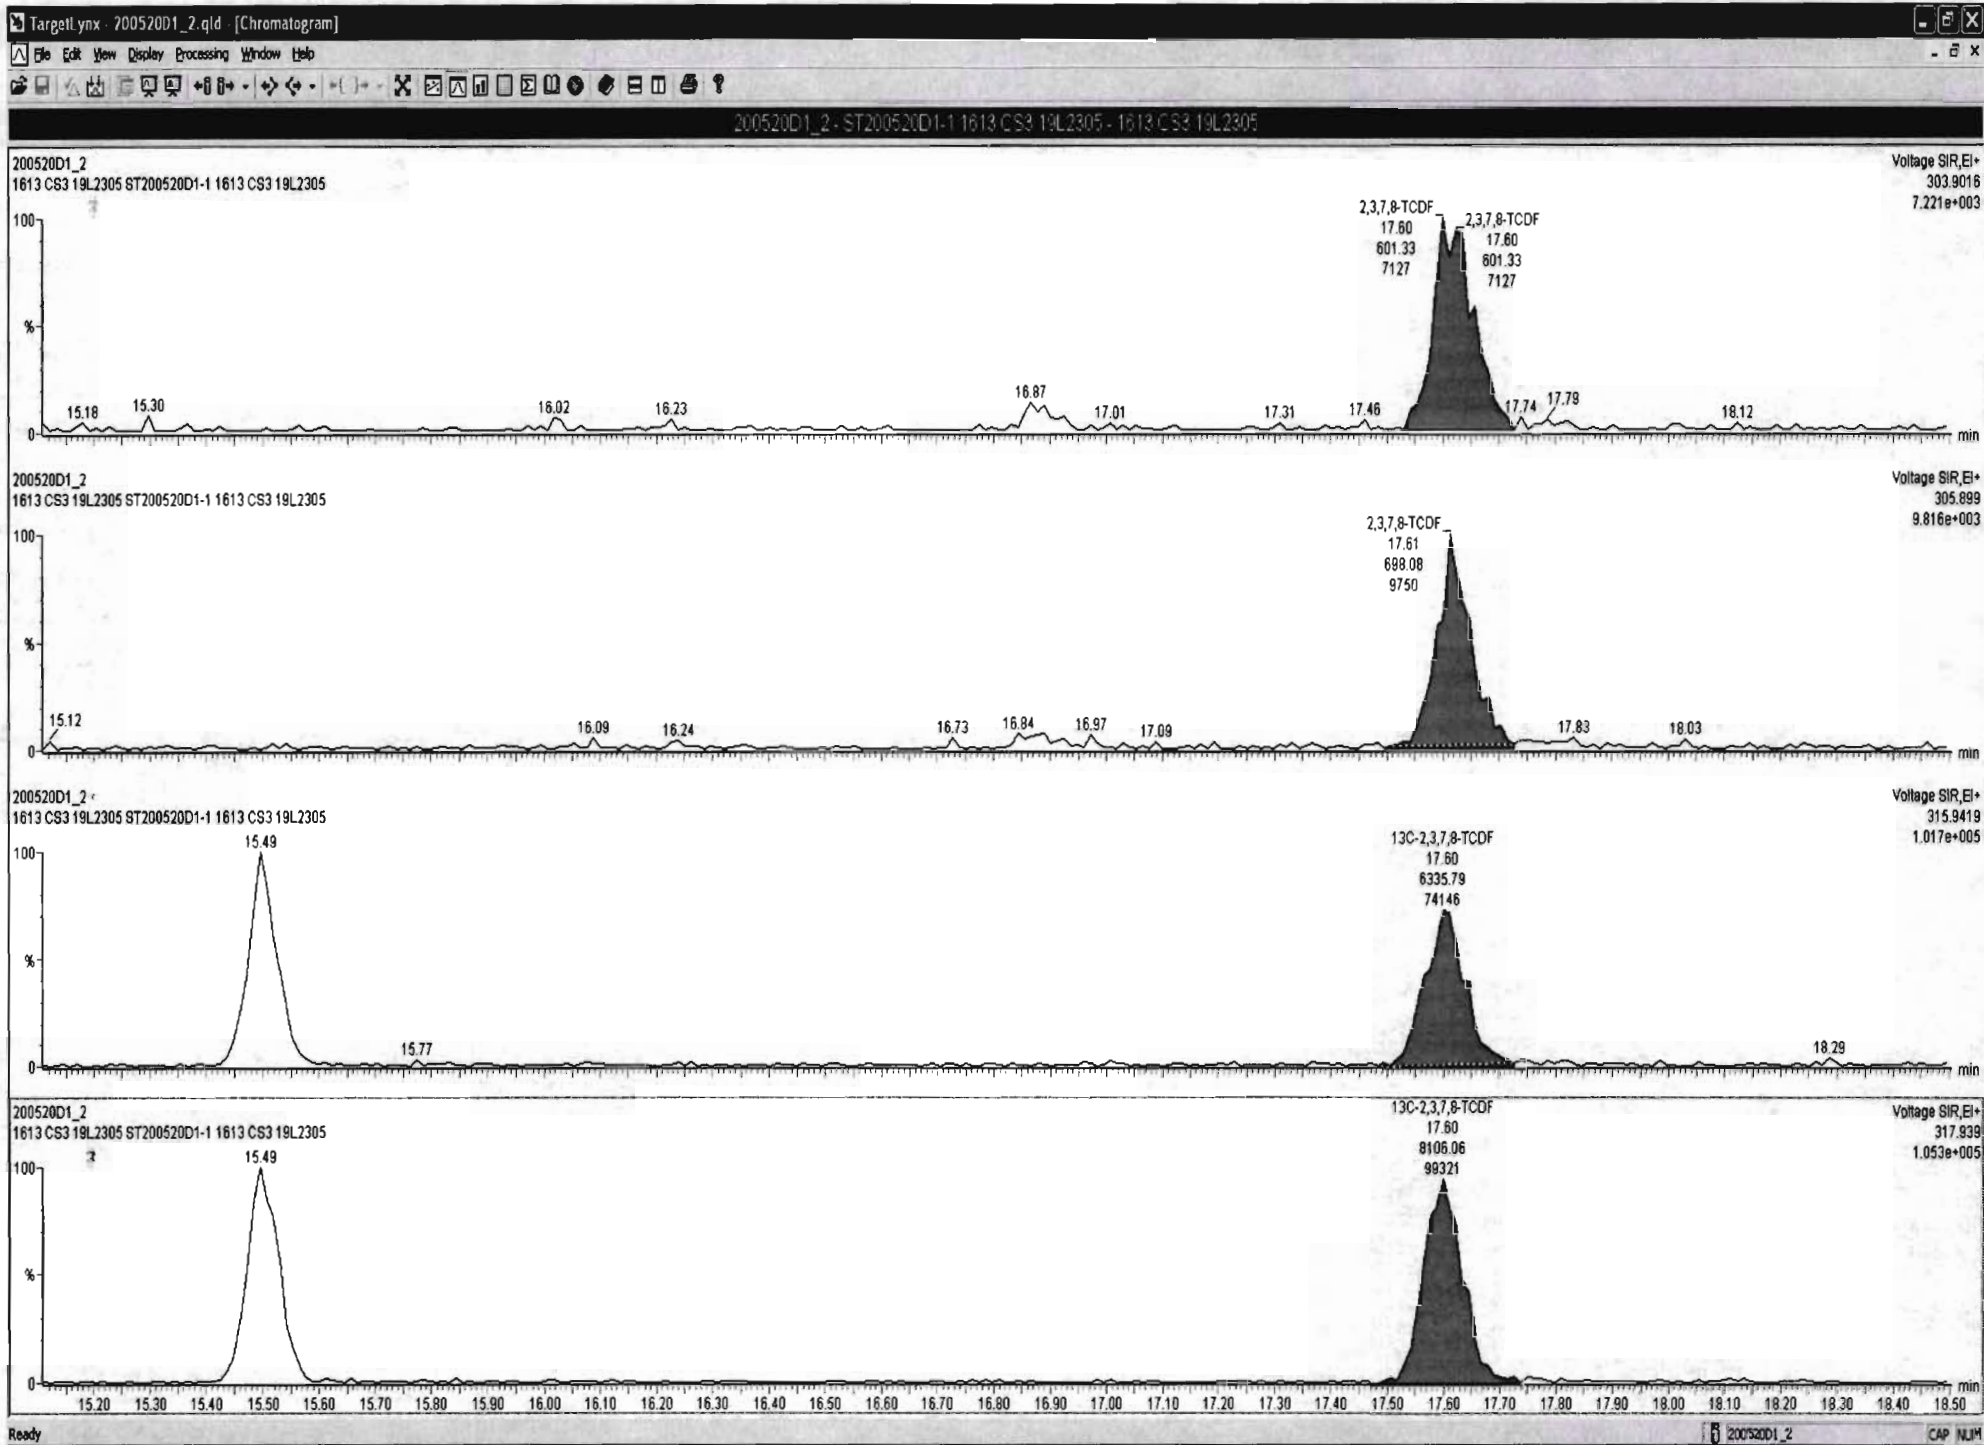 TargetLynx - 200520D1_2.qld - [Chromatogram]
File Edit View Display Processing Window Help
200520D1_2 - ST200520D1-1 1613 CS3 19L2305 - 1613 CS3 19L2305
200520D1_2
1613 CS3 19L2305 ST200520D1-1 1613 CS3 19L2305
Voltage SIR,EI+
303.9016
7.221e+003
100
%
0
15.18
15.30
16.02
16.23
16.87
17.01
17.31
17.46
2,3,7,8-TCDF
17.60
601.33
7127
2,3,7,8-TCDF
17.60
601.33
7127
17.74
17.79
18.12
min
200520D1_2
1613 CS3 19L2305 ST200520D1-1 1613 CS3 19L2305
Voltage SIR,EI+
305.899
9.816e+003
100
%
0
15.12
16.09
16.24
16.73
16.84
16.97
17.09
2,3,7,8-TCDF
17.61
698.08
9750
17.83
18.03
min
200520D1_2
1613 CS3 19L2305 ST200520D1-1 1613 CS3 19L2305
Voltage SIR,EI+
315.9419
1.017e+005
100
%
0
15.49
15.77
13C-2,3,7,8-TCDF
17.60
6335.79
74146
18.29
min
200520D1_2
1613 CS3 19L2305 ST200520D1-1 1613 CS3 19L2305
Voltage SIR,EI+
317.939
1.053e+005
100
%
0
15.49
13C-2,3,7,8-TCDF
17.60
8106.06
99321
min
15.20 15.30 15.40 15.50 15.60 15.70 15.80 15.90 16.00 16.10 16.20 16.30 16.40 16.50 16.60 16.70 16.80 16.90 17.00 17.10 17.20 17.30 17.40 17.50 17.60 17.70 17.80 17.90 18.00 18.10 18.20 18.30 18.40 18.50
Ready
200520D1_2
CAP NUM